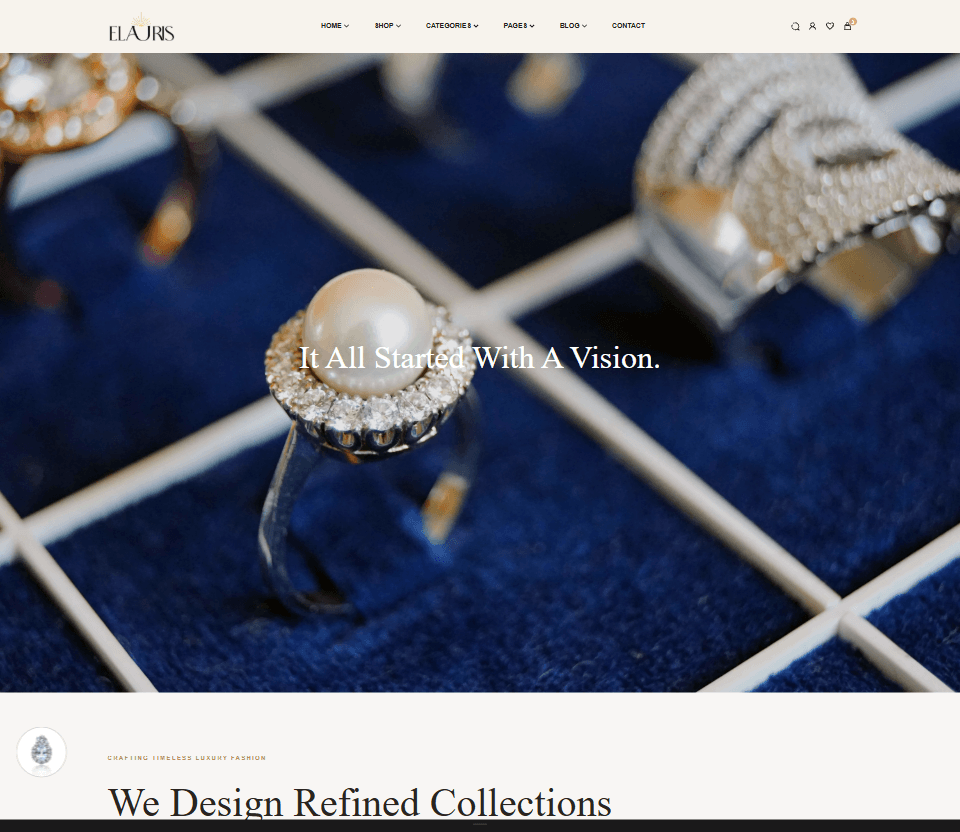 ELAURIS
HOME
SHOP
CATEGORIES
PAGES
BLOG
CONTACT
It All Started With A Vision.
CRAFTING TIMELESS LUXURY FASHION
We Design Refined Collections